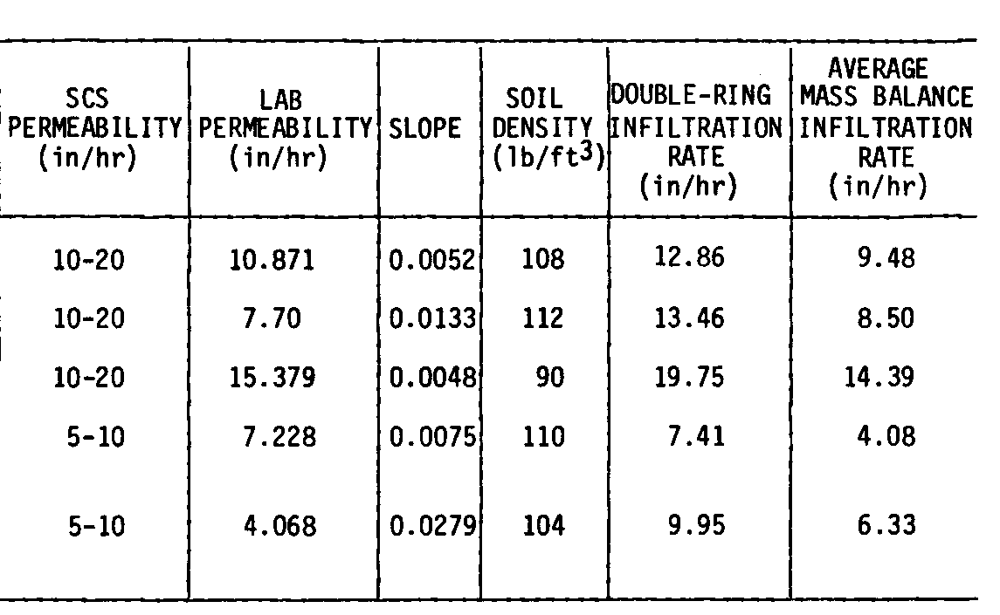 AVERAGE
SCS LAB SOIL DOUBLE-RING MASS BALANCE
PERMEABILITY PERMEABILITY SLOPE DENSITY INFILTRATION INFILTRATION
(in/hr) (in/hr) (lb/ft3) RATE RATE
(in/hr) (in/hr)
10-20 10.871 0.0052 108 12.86 9.48
10-20 7.70 0.0133 112 13.46 8.50
10-20 15.379 0.0048 90 19.75 14.39
5-10 7.228 0.0075 110 7.41 4.08
5-10 4.068 0.0279 104 9.95 6.33